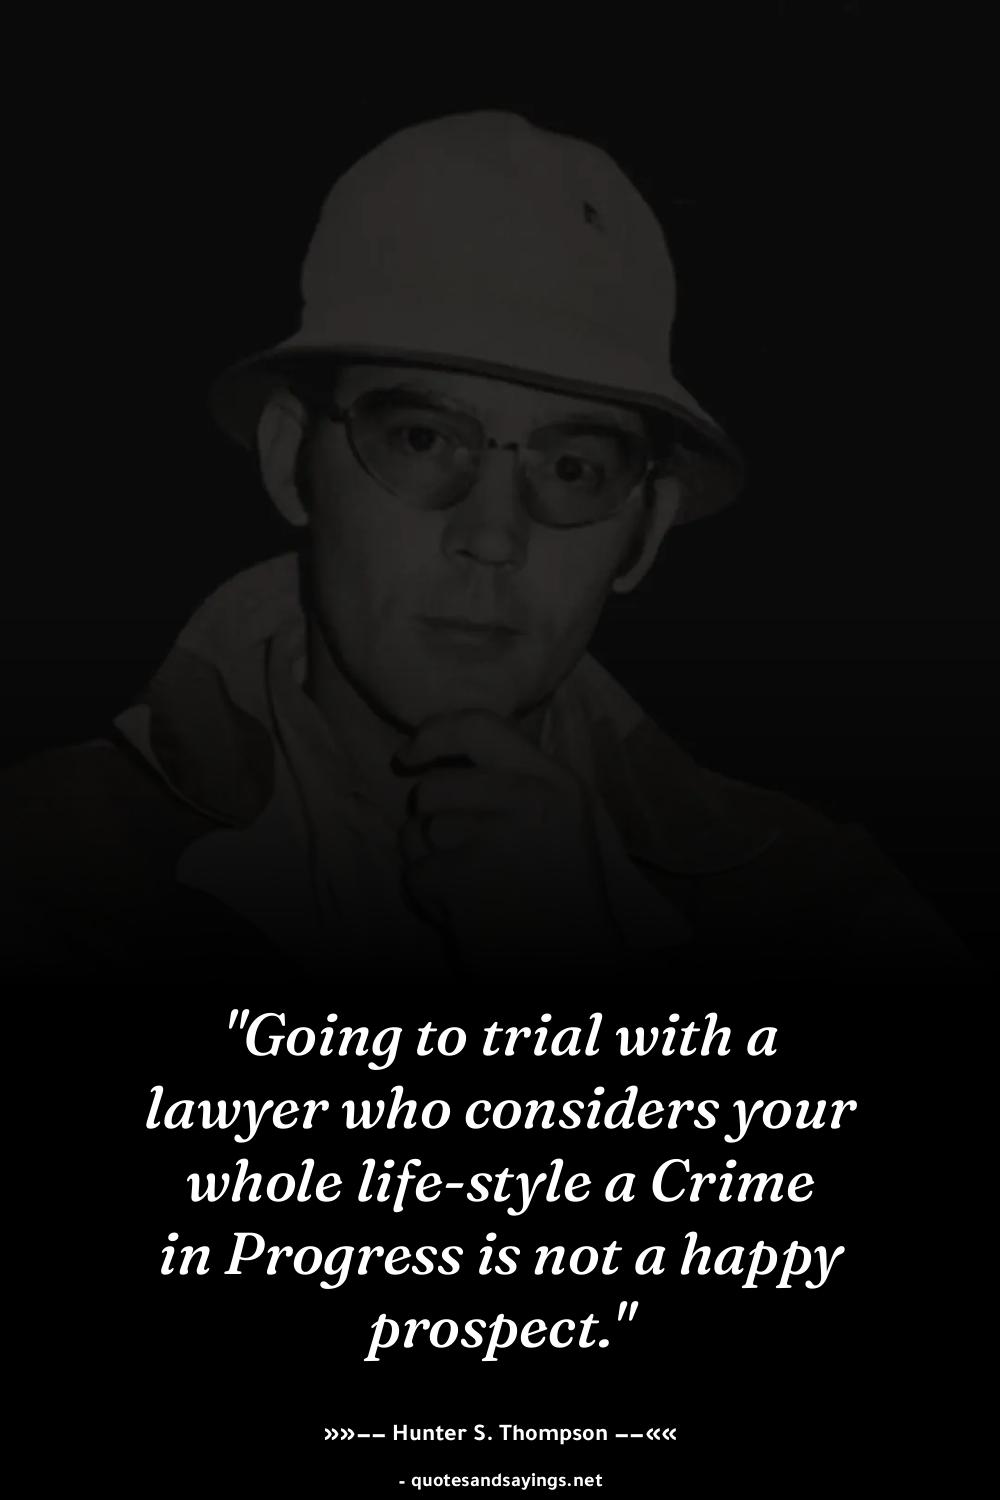 "Going to trial with a
lawyer who considers your
whole life-style a Crime
in Progress is not a happy
prospect."
»»–– Hunter S. Thompson ––««
- quotesandsayings.net